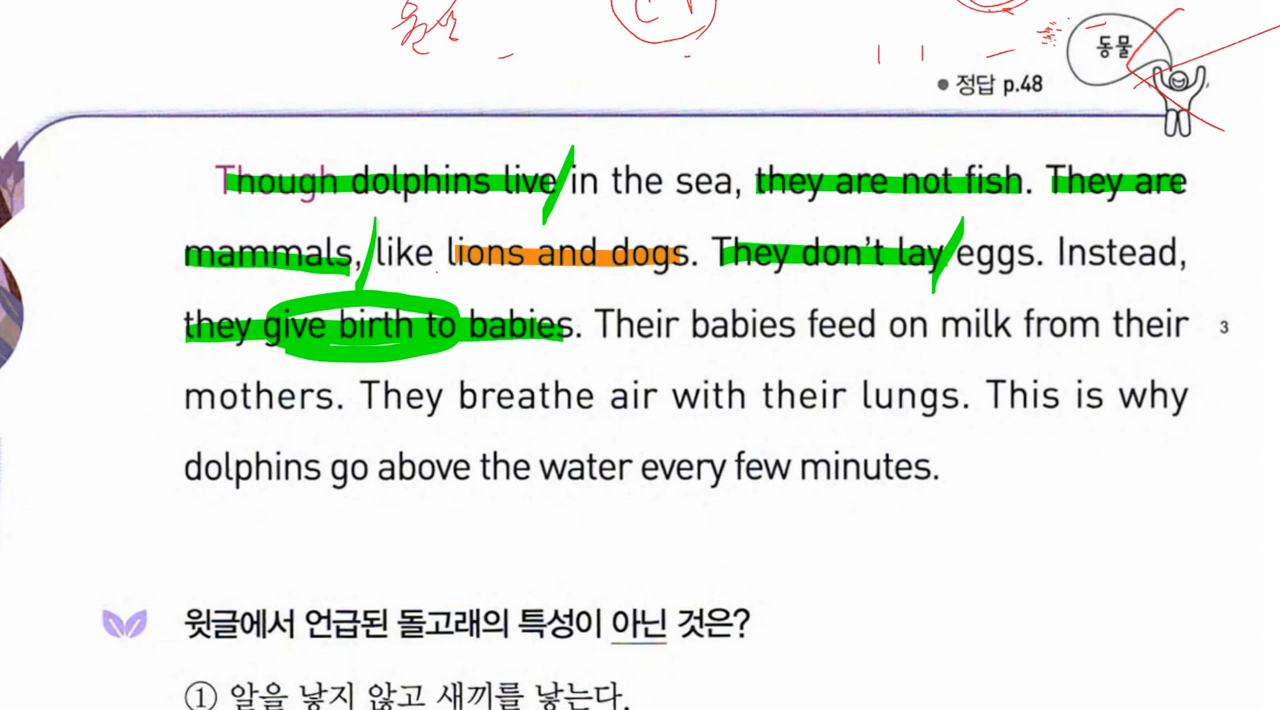 동물
● 정답 p.48
Though dolphins live in the sea, they are not fish. They are
mammals, like lions and dogs. They don't lay eggs. Instead,
they give birth to babies. Their babies feed on milk from their 3
mothers. They breathe air with their lungs. This is why
dolphins go above the water every few minutes.
윗글에서 언급된 돌고래의 특성이 아닌 것은?
① 알을 낳지 않고 새끼를 낳는다.